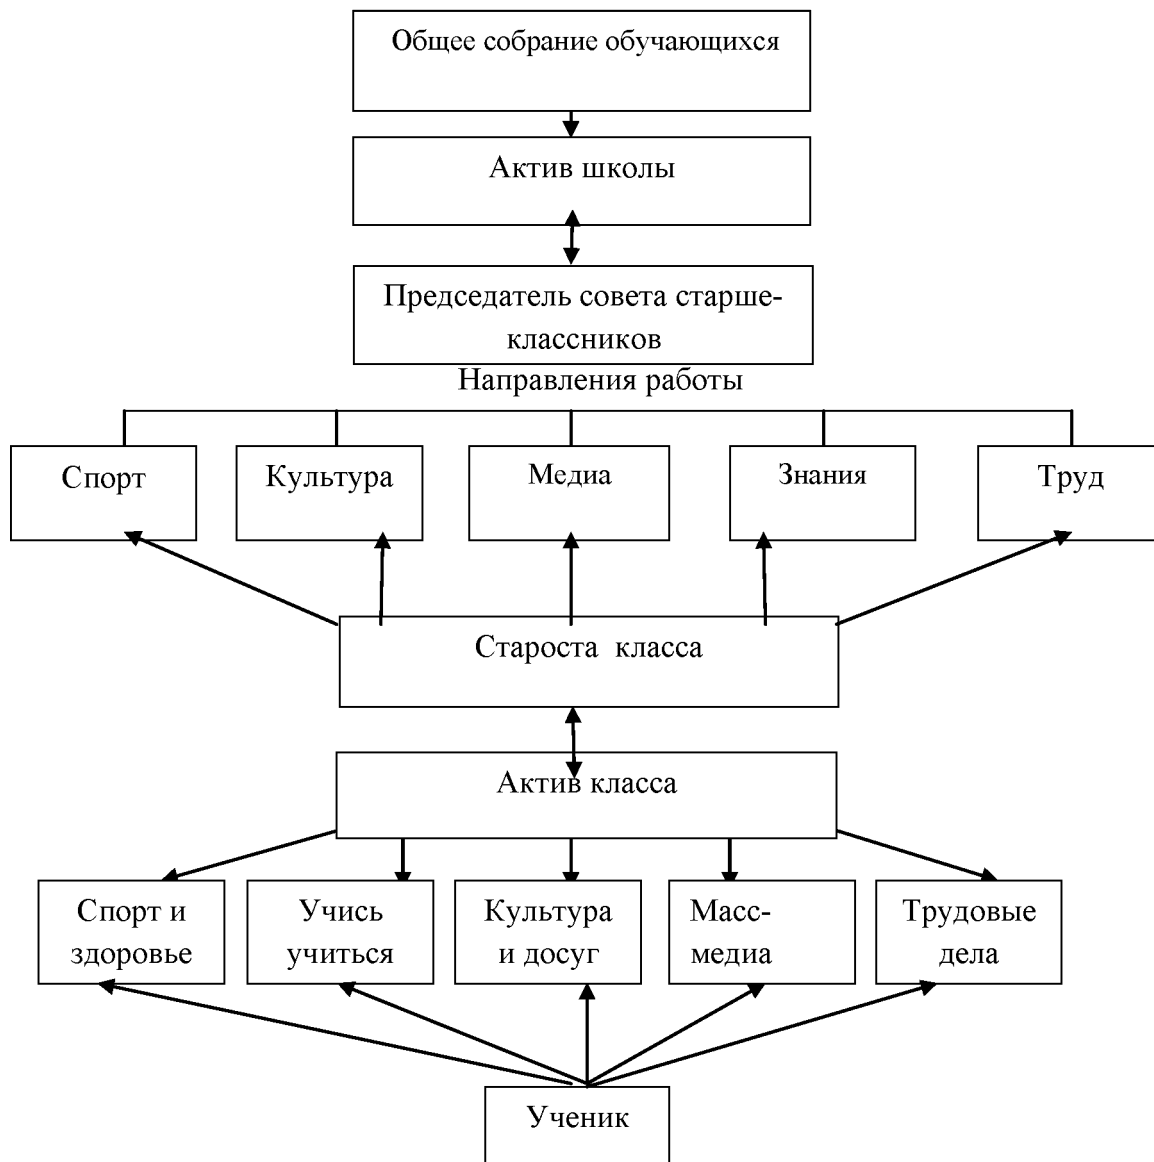 Общее собрание обучающихся
Актив школы
Председатель совета старше-
классников
Направления работы
Спорт
Культура
Медиа
Знания
Труд
Староста класса
Актив класса
Спорт и
здоровье
Учись
учиться
Культура
и досуг
Масс-
медиа
Трудовые
дела
Ученик